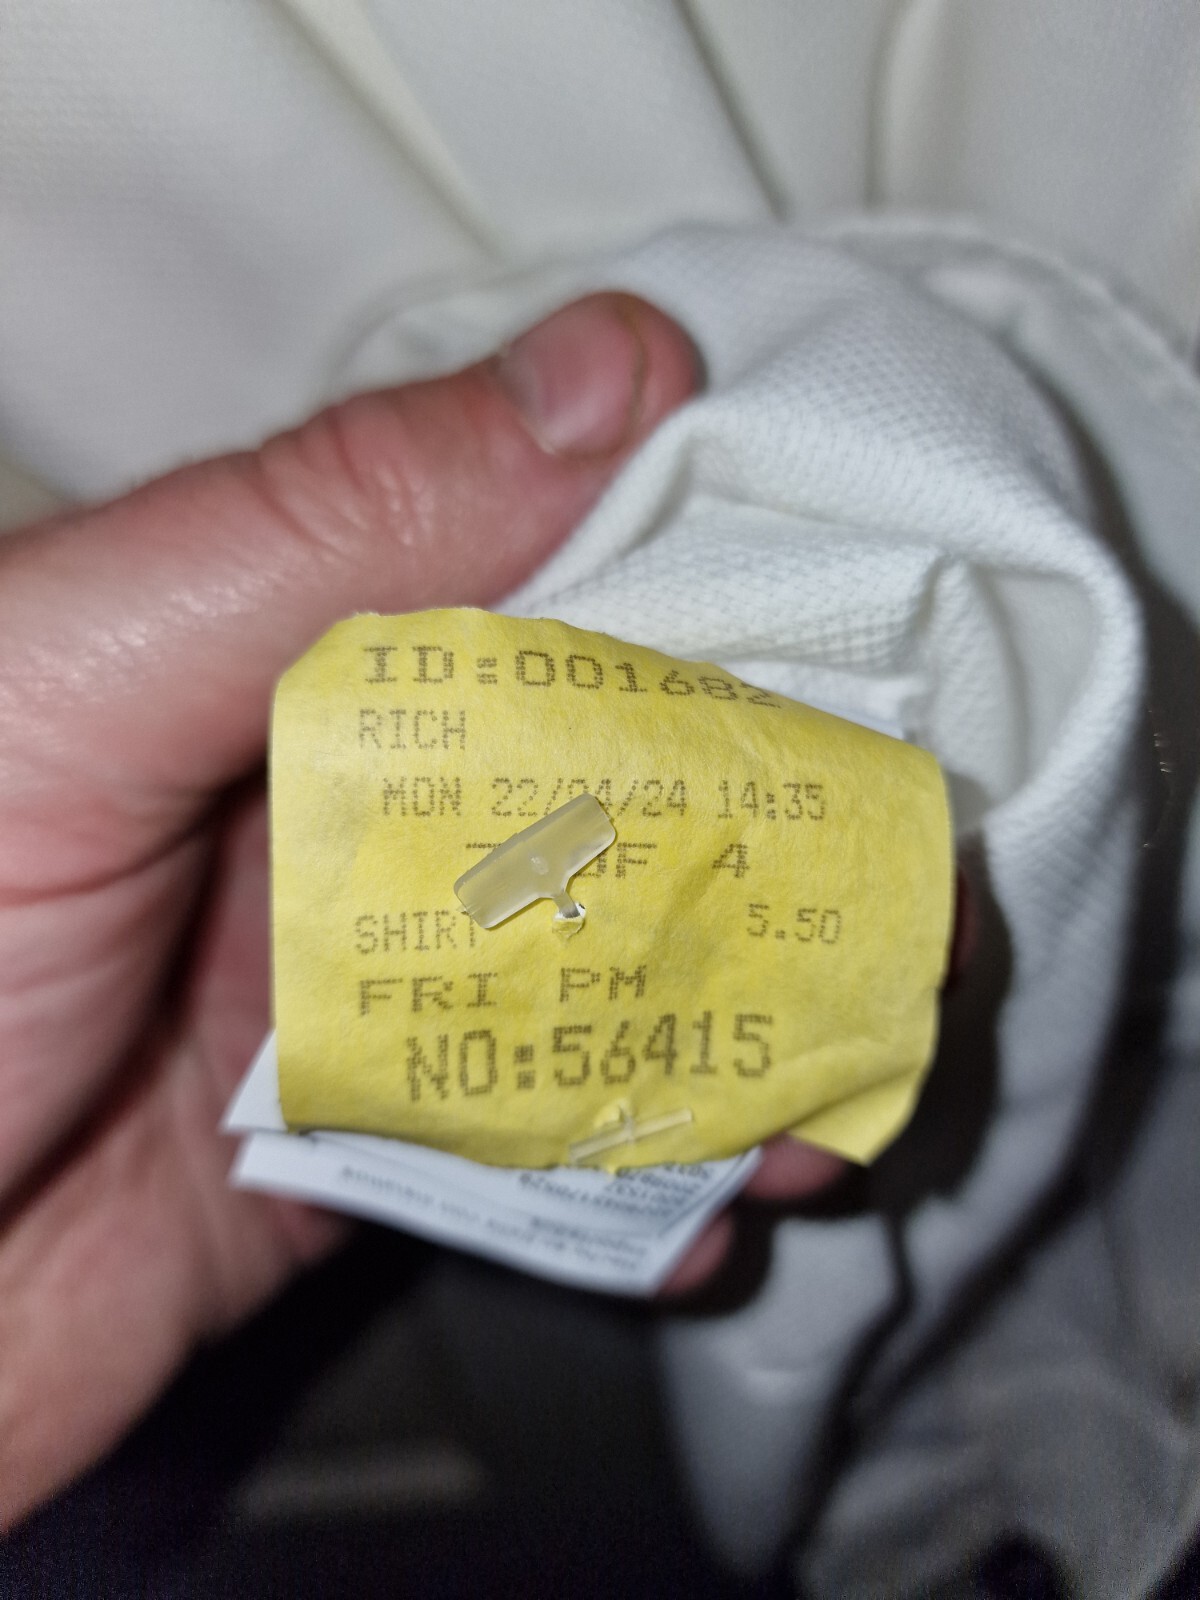 ID:001682
RICH
MON 22/04/24 14:35
OF 4
SHIRT 5.50
FRI PM
NO:56415